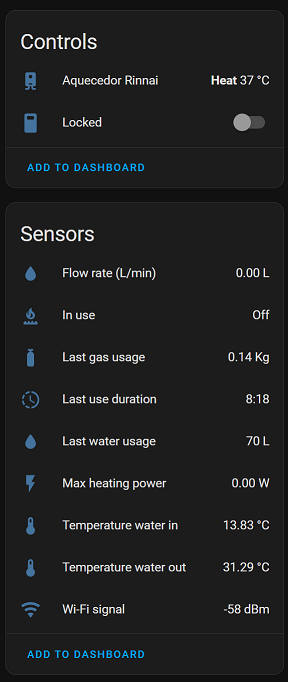 Controls
Aquecedor Rinnai Heat 37 °C
Locked
ADD TO DASHBOARD
Sensors
Flow rate (L/min) 0.00 L
In use Off
Last gas usage 0.14 Kg
Last use duration 8:18
Last water usage 70 L
Max heating power 0.00 W
Temperature water in 13.83 °C
Temperature water out 31.29 °C
Wi-Fi signal -58 dBm
ADD TO DASHBOARD